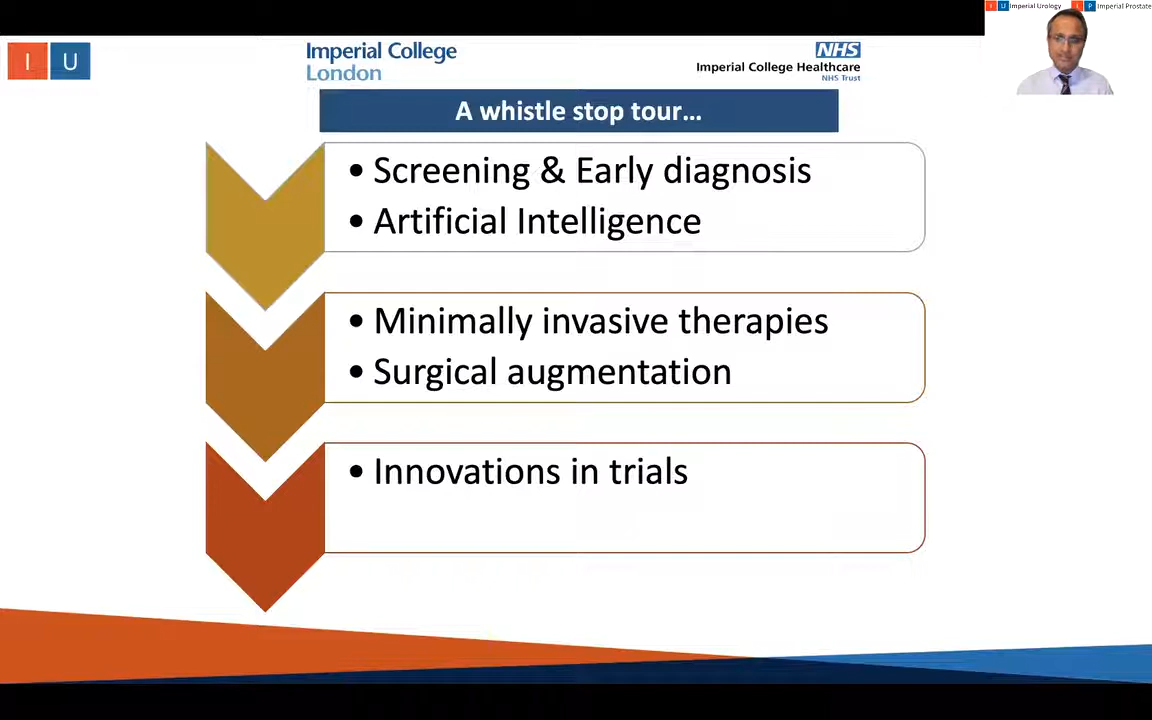 I U Imperial Urology I P Imperial Prostate
I U
Imperial College
London
NHS
Imperial College Healthcare
NHS Trust
A whistle stop tour...
• Screening & Early diagnosis
• Artificial Intelligence
• Minimally invasive therapies
• Surgical augmentation
• Innovations in trials